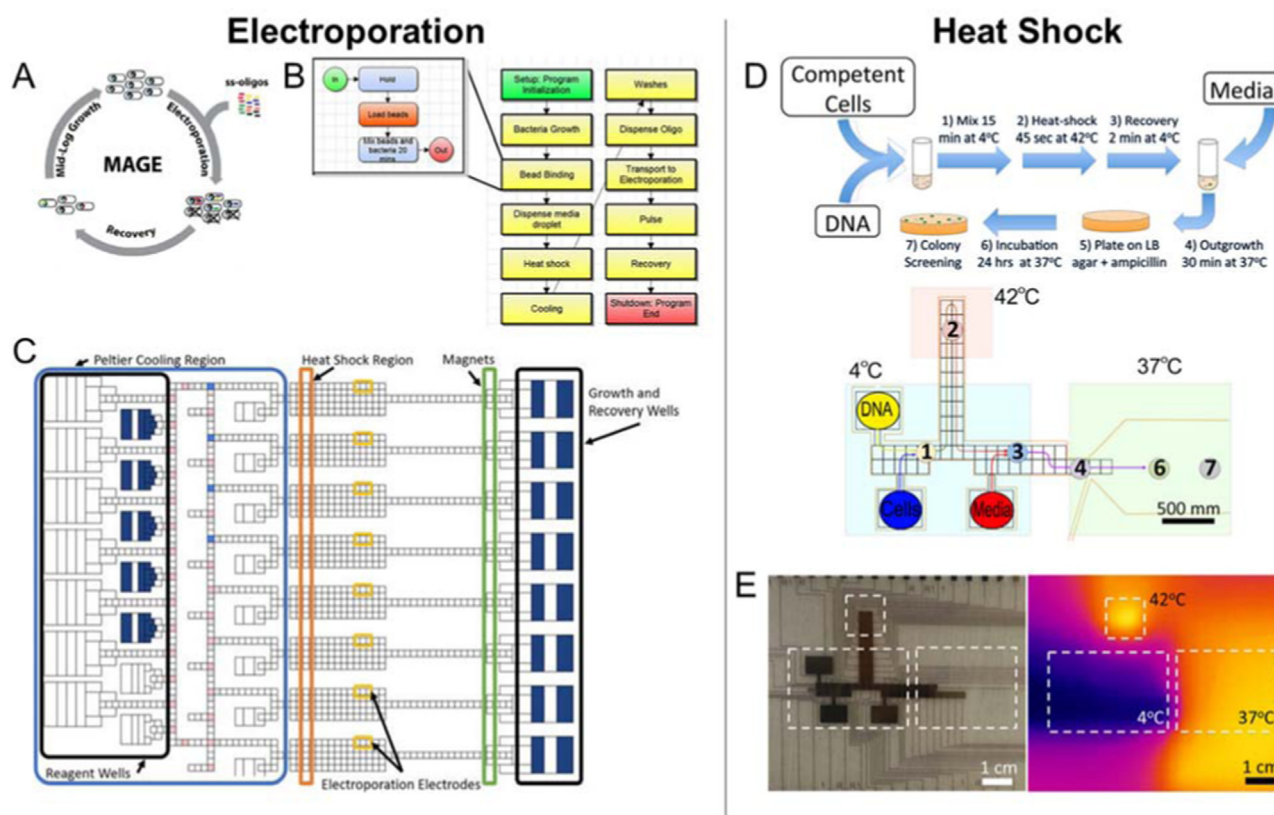 Electroporation
A
ss-oligos
Mid-Log Growth
Electroporation
MAGE
Recovery
B
In
Hold
Load beads
Mix beads and
bacteria 20
mins
Out
Setup: Program
Initialization
Bacteria Growth
Bead Binding
Dispense media
droplet
Heat shock
Cooling
Washes
Dispense Oligo
Transport to
Electroporation
Pulse
Recovery
Shutdown: Program
End
C
Peltier Cooling Region
Heat Shock Region
Magnets
Growth and
Recovery Wells
Reagent Wells
Electroporation Electrodes
Heat Shock
D
Competent
Cells
Media
1) Mix 15
min at 4°C
2) Heat-shock
45 sec at 42°C
3) Recovery
2 min at 4°C
DNA
7) Colony
Screening
6) Incubation
24 hrs at 37°C
5) Plate on LB
agar + ampicillin
4) Outgrowth
30 min at 37°C
42°C
2
4°C
37°C
DNA
1
3
4
6
7
Cells
Media
500 mm
E
1 cm
42°C
4°C
37°C
1 cm